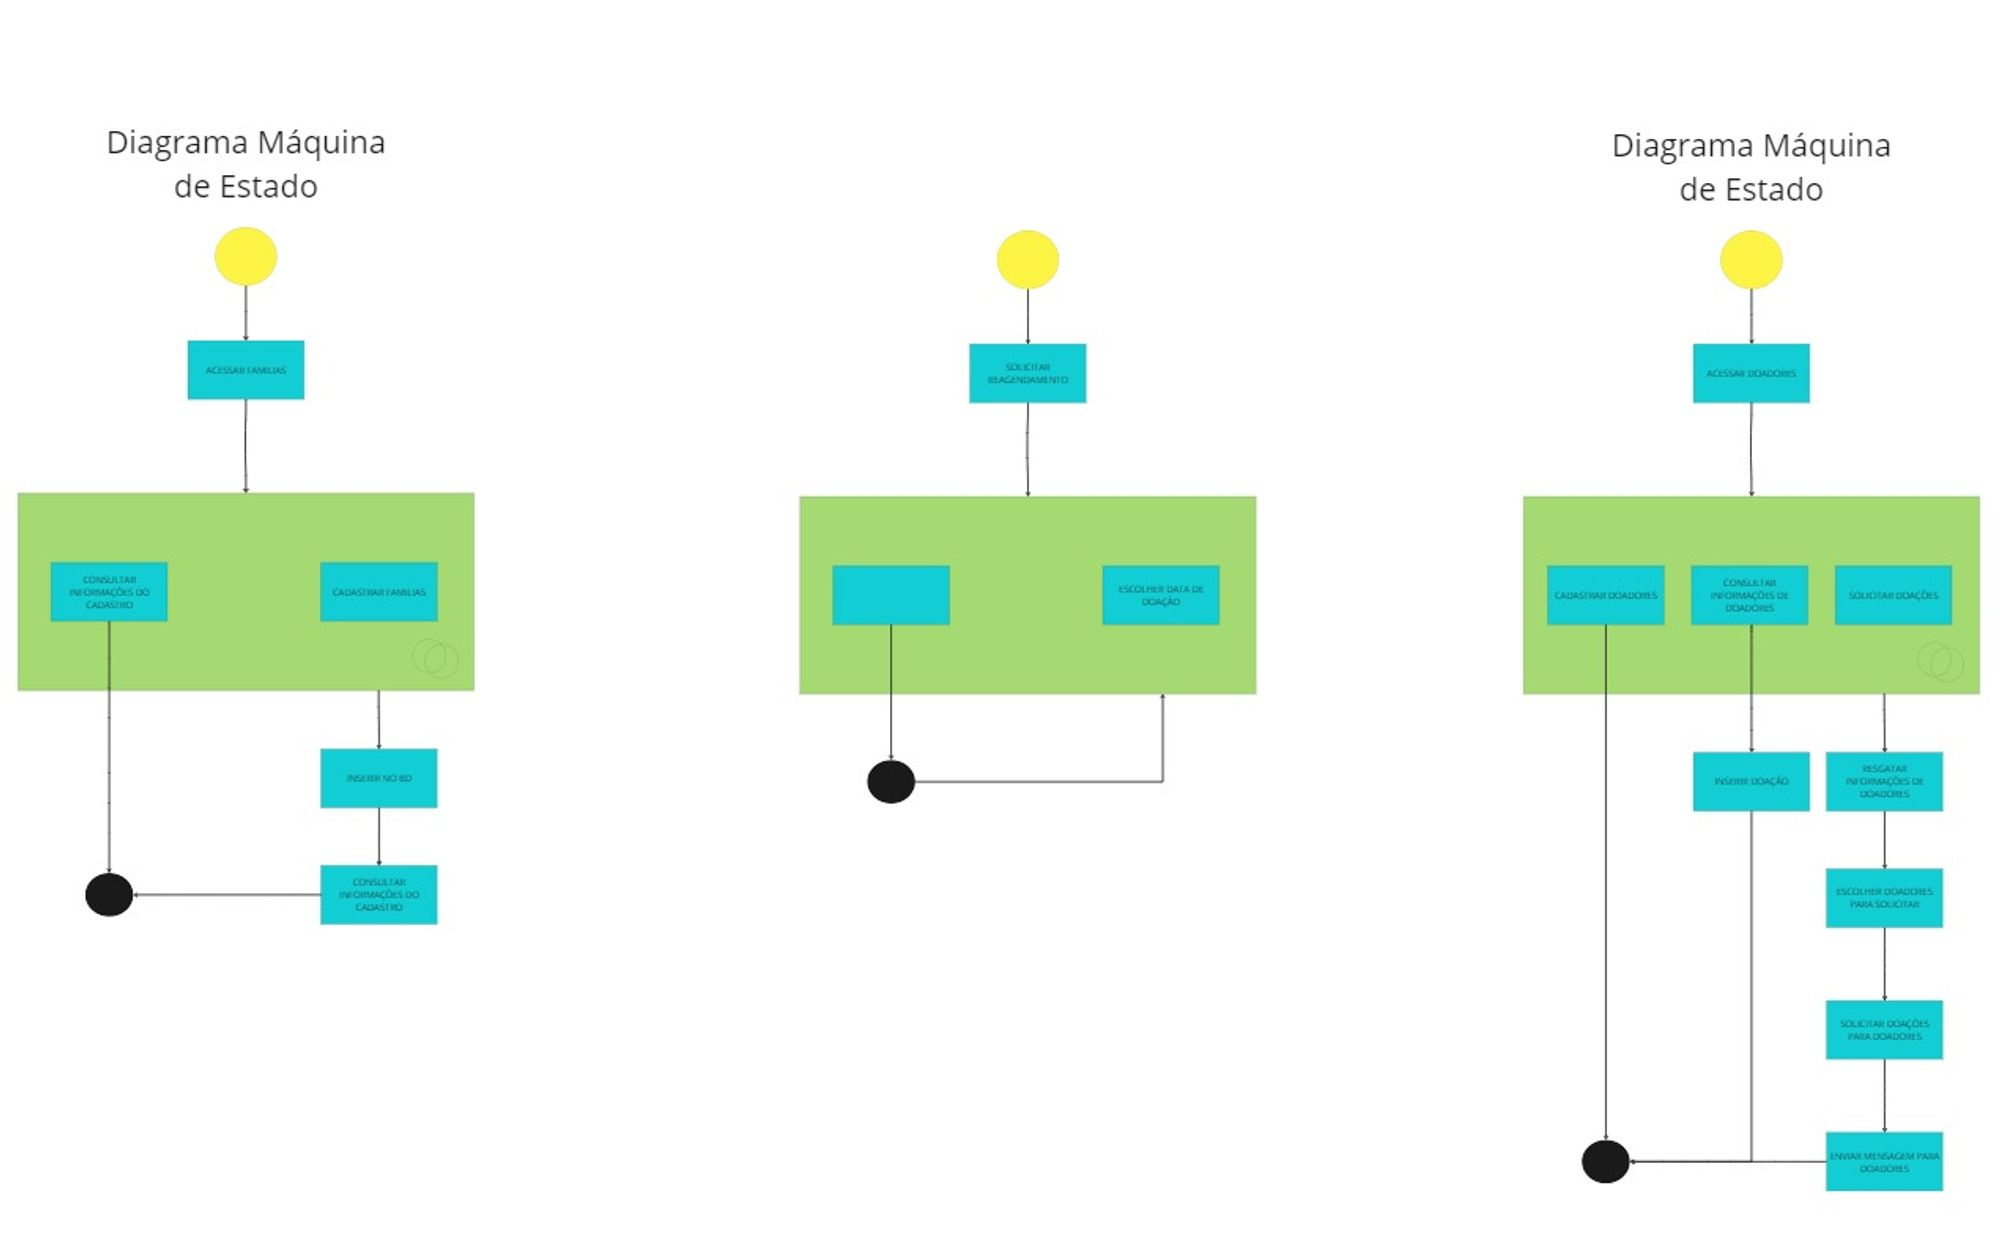 Diagrama Máquina
de Estado
ACESSAR FAMILIAS
CONSULTAR
INFORMAÇÕES DO
CADASTRO
CADASTRAR FAMILIAS
INSERIR NO BD
CONSULTAR
INFORMAÇÕES DO
CADASTRO
SOLICITAR
REAGENDAMENTO
ESCOLHER DATA DE
DOAÇÃO
Diagrama Máquina
de Estado
ACESSAR DOADORES
CADASTRAR DOADORES
CONSULTAR
INFORMAÇÕES DE
DOADORES
SOLICITAR DOAÇÕES
INSERIR DOAÇÃO
RESGATAR
INFORMAÇÕES DE
DOADORES
ESCOLHER DOADORES
PARA SOLICITAR
SOLICITAR DOAÇÕES
PARA DOADORES
ENVIAR MENSAGEM PARA
DOADORES